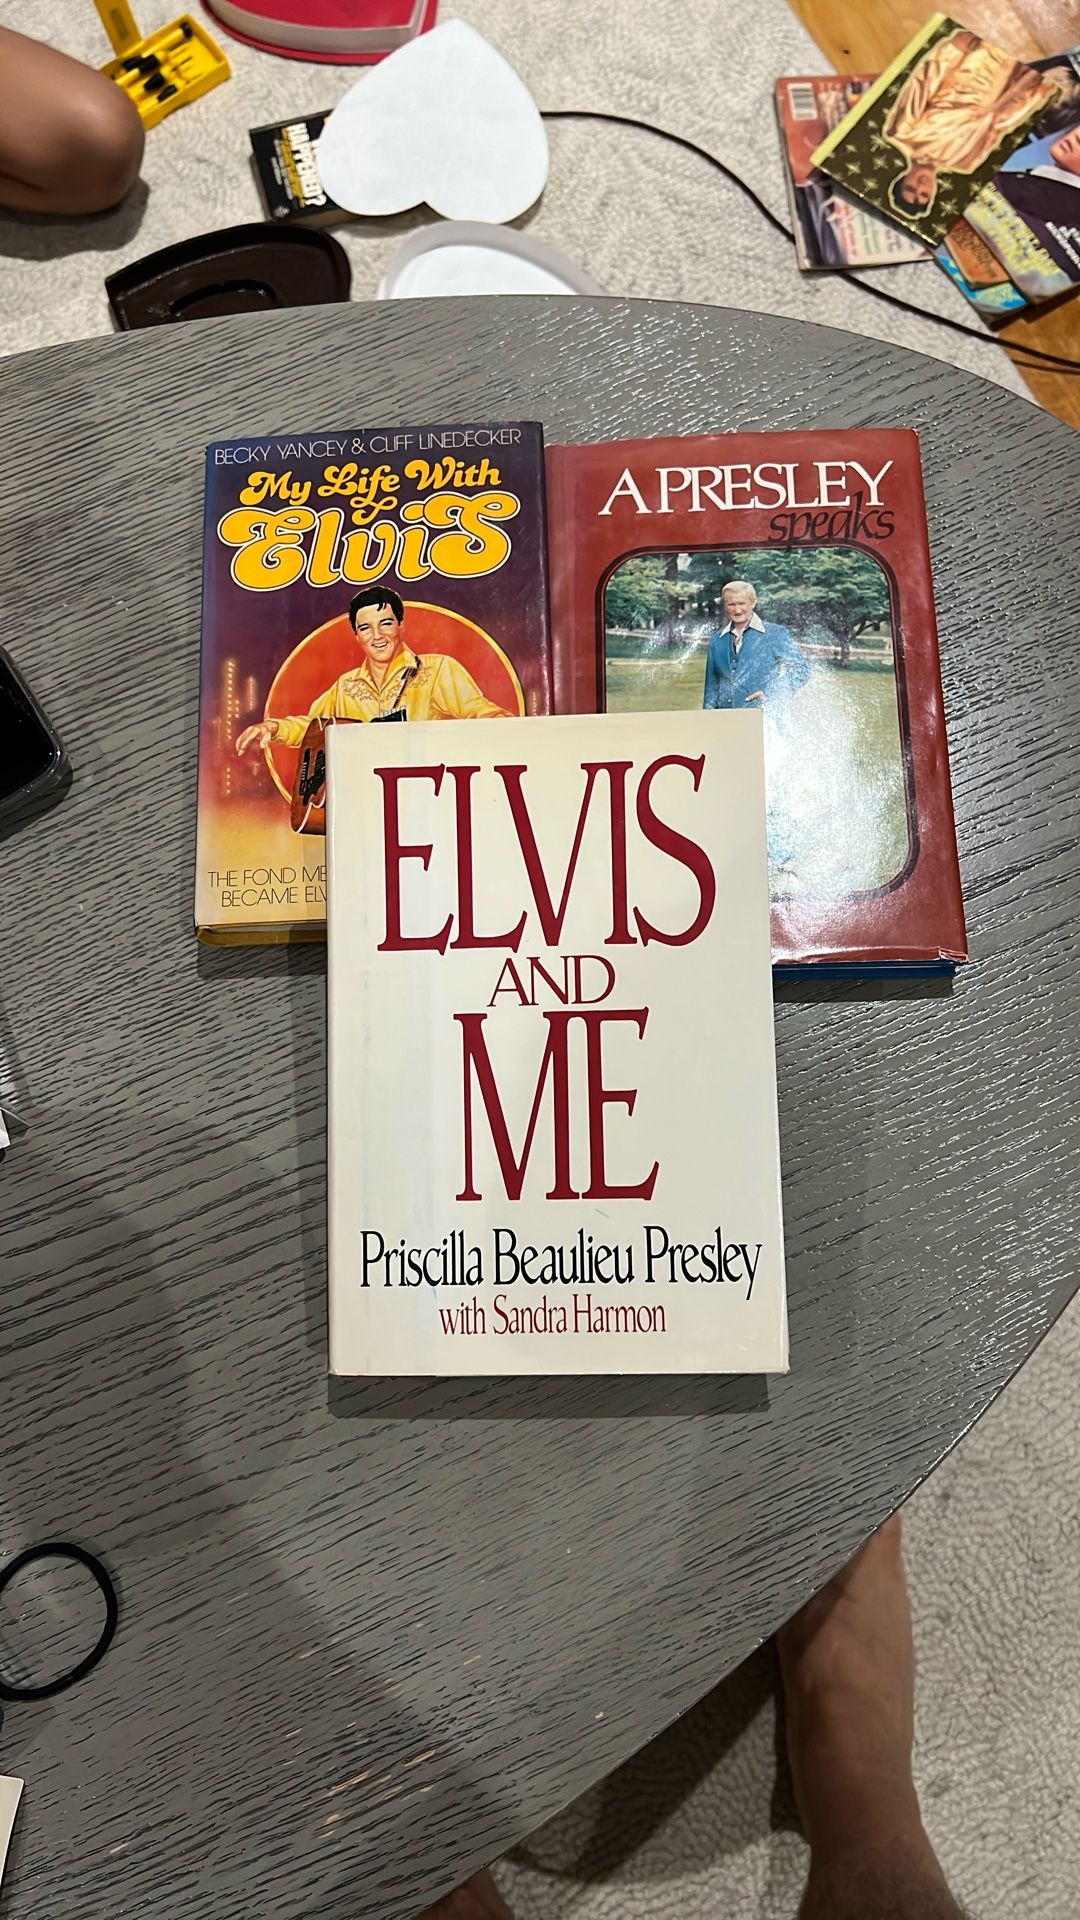 HAPPENED?
BECKY YANCEY & CLIFF LINEDECKER
My Life With
Elvis
THE FOND ME
BECAME ELV
A PRESLEY
speaks
ELVIS
AND
ME
Priscilla Beaulieu Presley
with Sandra Harmon